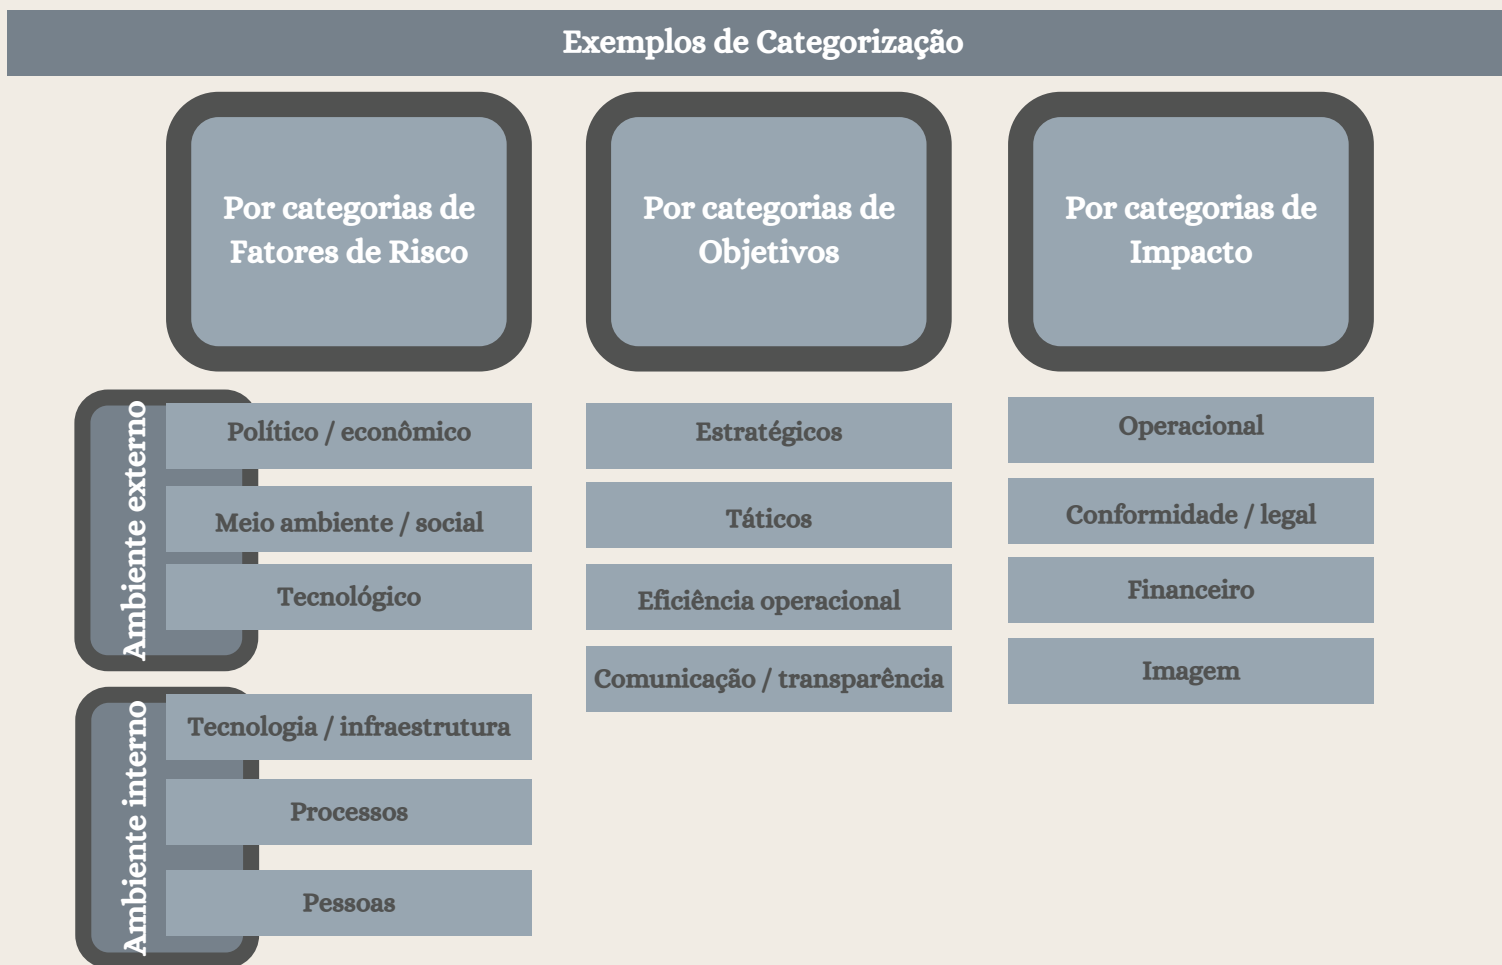 Exemplos de Categorização
Por categorias de
Fatores de Risco
Por categorias de
Objetivos
Por categorias de
Impacto
Ambiente externo
Político / econômico
Meio ambiente / social
Tecnológico
Ambiente interno
Tecnologia / infraestrutura
Processos
Pessoas
Estratégicos
Táticos
Eficiência operacional
Comunicação / transparência
Operacional
Conformidade / legal
Financeiro
Imagem